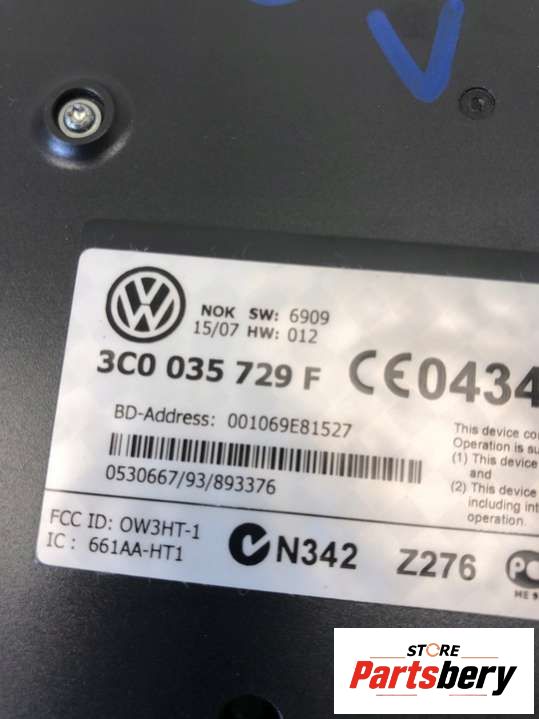 V
NOK SW: 6909
15/07 HW: 012
3C0 035 729 F CE0434
BD-Address: 001069E81527
0530667/93/893376
This device co
Operation is su
(1) This device
and
(2) This device
including int
operation.
FCC ID: OW3HT-1
IC : 661AA-HT1
N342 Z276
ME
STORE
Partsbery